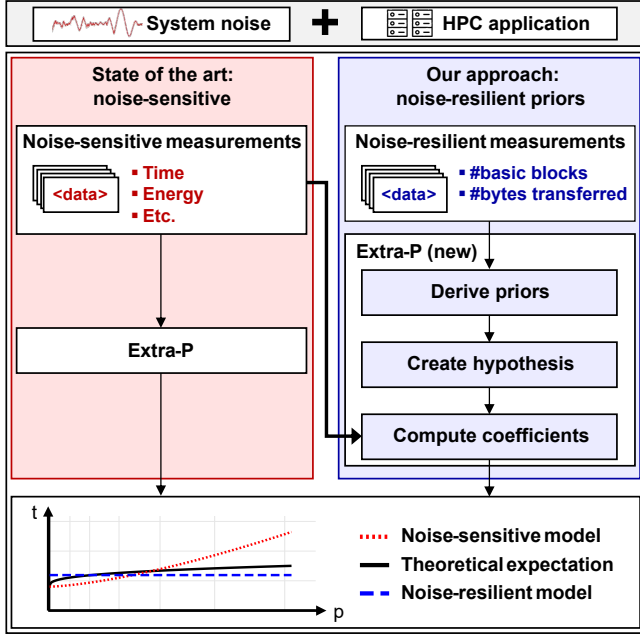 System noise
+
HPC application
State of the art:
noise-sensitive
Noise-sensitive measurements
<data>
▪ Time
▪ Energy
▪ Etc.
Extra-P
Our approach:
noise-resilient priors
Noise-resilient measurements
<data>
▪ #basic blocks
▪ #bytes transferred
Extra-P (new)
Derive priors
Create hypothesis
Compute coefficients
t
p
Noise-sensitive model
Theoretical expectation
Noise-resilient model